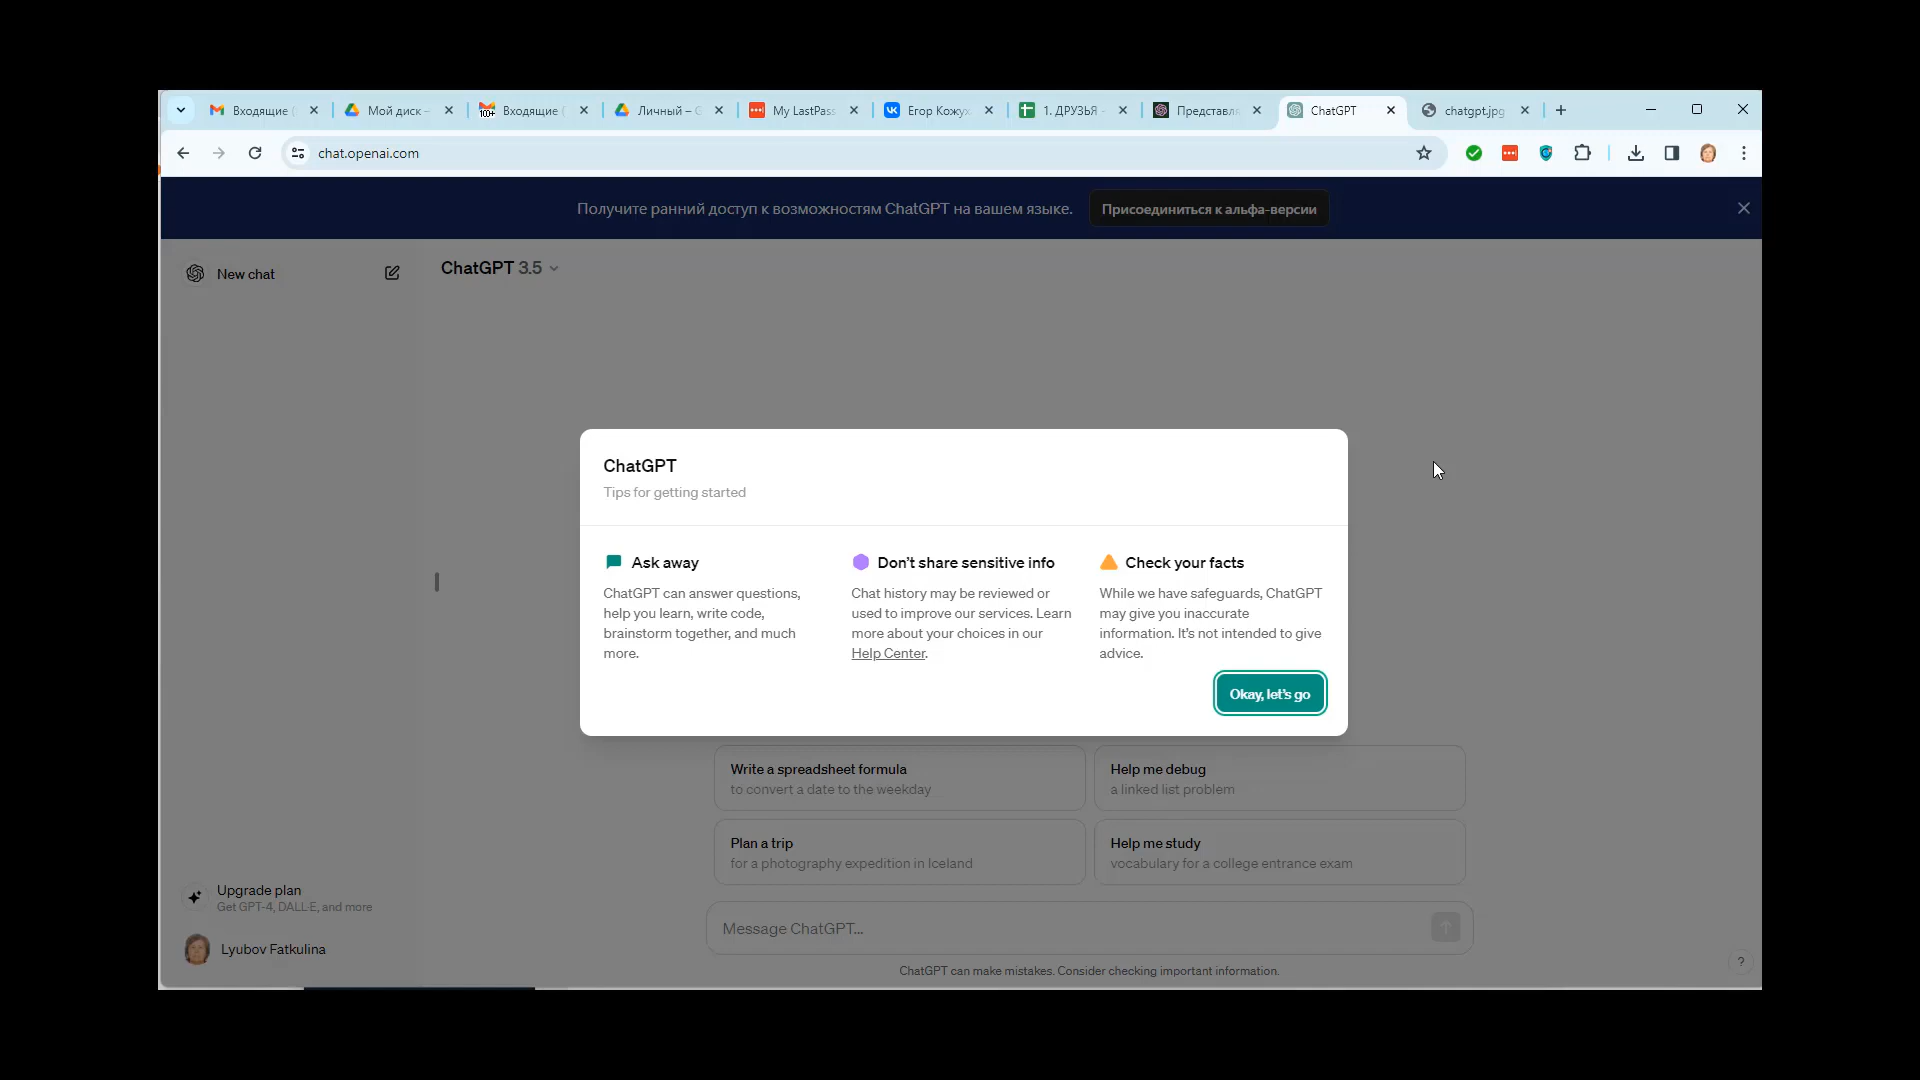 Входящие (
Мой диск –
100+
Входящие (
Личный – G
My LastPass
Егор Кожух
1. ДРУЗЬЯ -
Представля
ChatGPT
chatgpt.jpg
chat.openai.com
Получите ранний доступ к возможностям ChatGPT на вашем языке.
Присоединиться к альфа-версии
New chat
ChatGPT 3.5
ChatGPT
Tips for getting started
Ask away
ChatGPT can answer questions,
help you learn, write code,
brainstorm together, and much
more.
Don't share sensitive info
Chat history may be reviewed or
used to improve our services. Learn
more about your choices in our
Help Center.
Check your facts
While we have safeguards, ChatGPT
may give you inaccurate
information. It's not intended to give
advice.
Okay, let's go
Write a spreadsheet formula
to convert a date to the weekday
Help me debug
a linked list problem
Plan a trip
for a photography expedition in Iceland
Help me study
vocabulary for a college entrance exam
Upgrade plan
Get GPT-4, DALL·E, and more
Lyubov Fatkulina
Message ChatGPT...
ChatGPT can make mistakes. Consider checking important information.
?